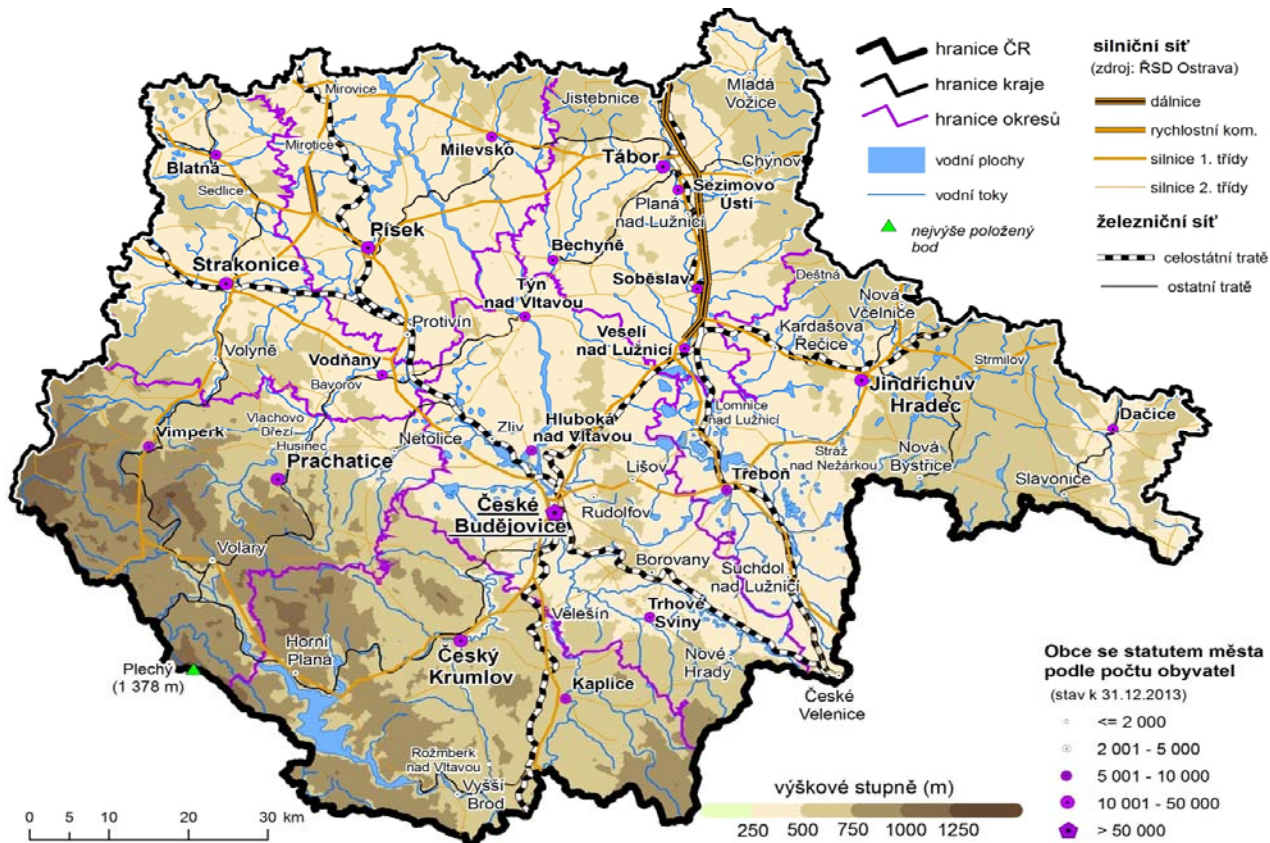 hranice ČR
hranice kraje
hranice okresů
vodní plochy
vodní toky
nejvýše položený
bod
silniční síť
(zdroj: ŘSD Ostrava)
dálnice
rychlostní kom.
silnice 1. třídy
silnice 2. třídy
železniční síť
celostátní tratě
ostatní tratě
Mirovice
Mladá
Vožice
Jistebnice
Milevsko
Mirotice
Tábor
Chýnov
Blatná
Sedlice
Sezimovo
Ústí
Planá
nad Lužnicí
Písek
Bechyně
Strakonice
Soběslav
Deštná
Týn
nad Vltavou
Nová
Včelnice
Protivín
Veselí
nad Lužnicí
Kardašova
Řečice
Volyně
Vodňany
Strmilov
Bavorov
Jindřichův
Hradec
Vlachovo
Březí
Husinec
Lomnice
nad Lužnicí
Dačice
Vimperk
Netolice
Zliv
Hluboká
nad Vltavou
Prachatice
Lišov
Třeboň
Stráž
nad Nežárkou
Nová
Bystřice
Slavonice
České
Budějovice
Rudolfov
Volary
Borovany
Suchdol
nad Lužnicí
Velešín
Trhové
Sviny
Horní
Planá
Český
Krumlov
Nové
Hrady
Plechý
(1 378 m)
Kaplice
České
Velenice
Rožmberk
nad Vltavou
Vyšší
Brod
Obce se statutem města
podle počtu obyvatel
(stav k 31.12.2013)
<= 2 000
2 001 - 5 000
5 001 - 10 000
10 001 - 50 000
> 50 000
výškové stupně (m)
250 500 750 1000 1250
0 10 20 30 km